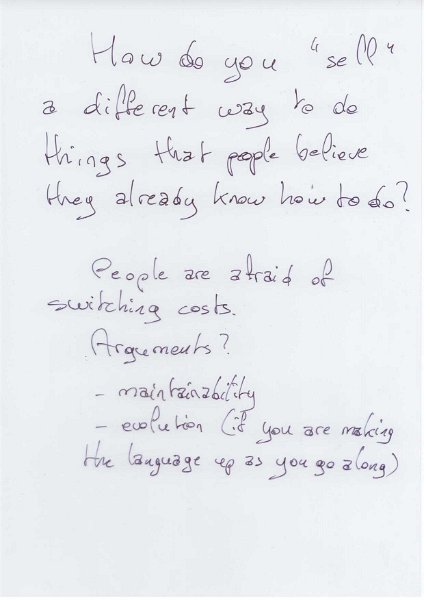 How do you "sell"
a different way to do
things that people believe
they already know how to do?
People are afraid of
switching costs.
Arguments?
- maintainability
- evolution (if you are making
the language up as you go along)